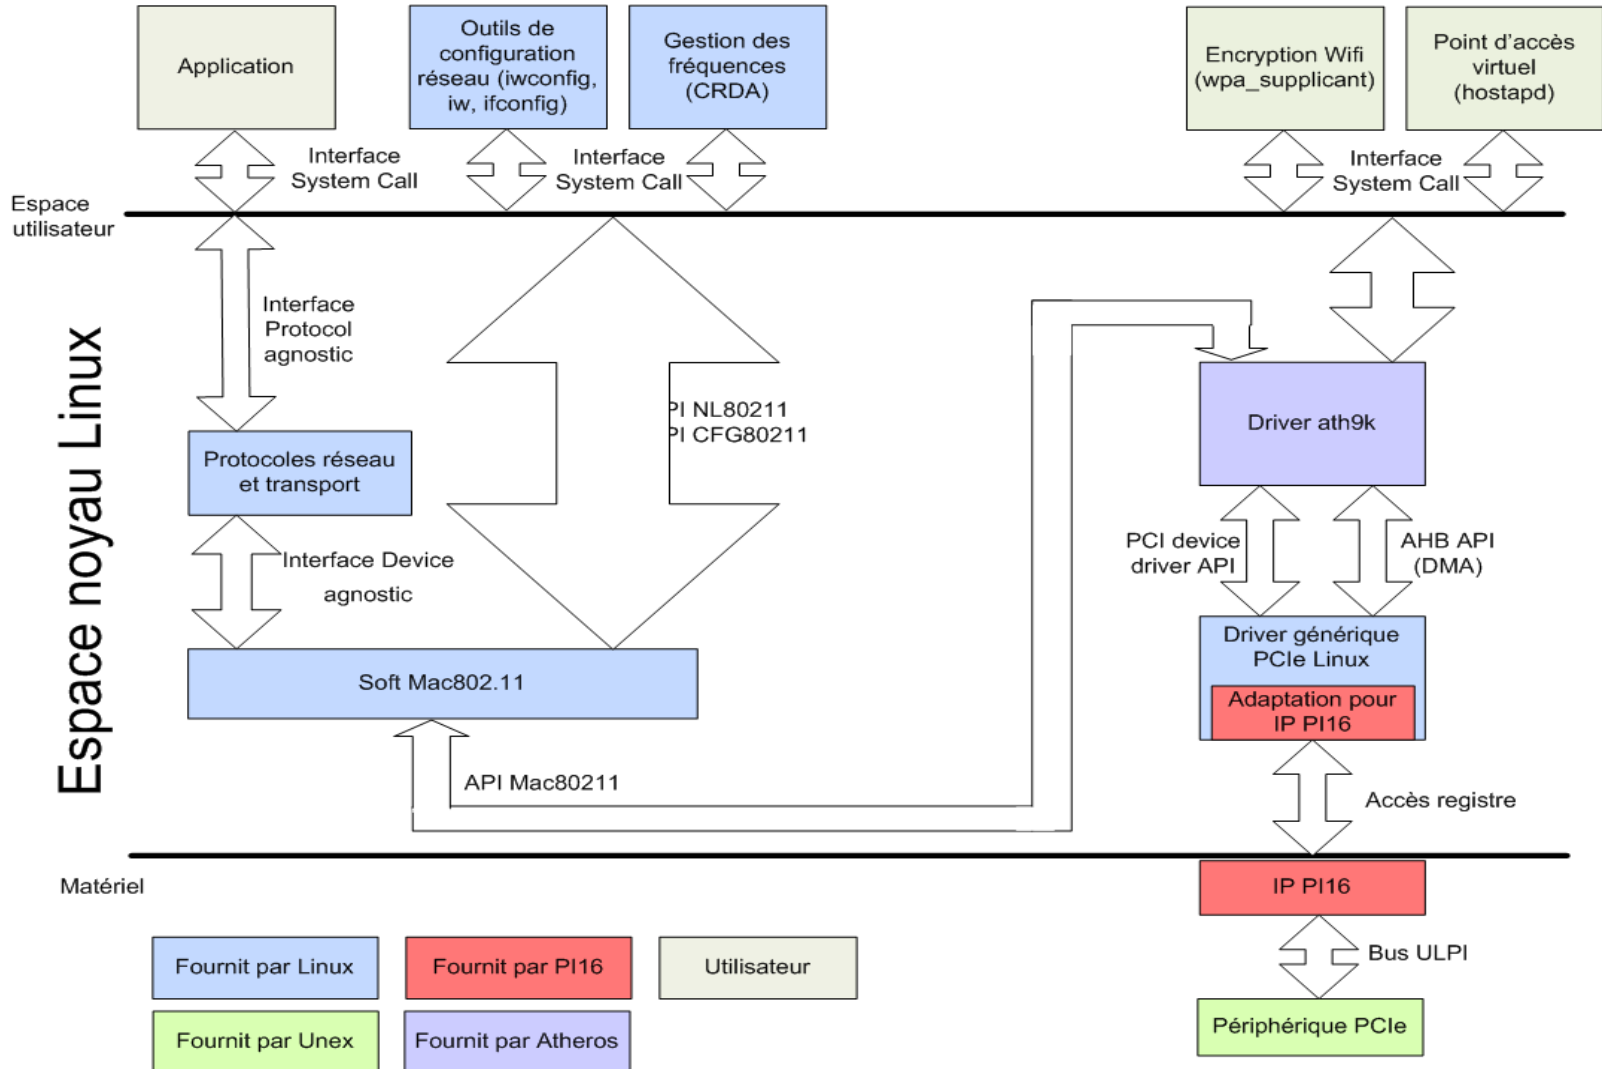 Application
Outils de
configuration
réseau (iwconfig,
iw, ifconfig)
Gestion des
fréquences
(CRDA)
Encryption Wifi
(wpa_supplicant)
Point d'accès
virtuel
(hostapd)
Interface
System Call
Interface
System Call
Interface
System Call
Espace
utilisateur
Espace noyau Linux
Interface
Protocol
agnostic
PI NL80211
PI CFG80211
Driver ath9k
Protocoles réseau
et transport
Interface Device
agnostic
PCI device
driver API
AHB API
(DMA)
Soft Mac802.11
Driver générique
PCIe Linux
Adaptation pour
IP PI16
API Mac80211
Accès registre
Matériel
IP PI16
Bus ULPI
Périphérique PCIe
Fournit par Linux
Fournit par PI16
Utilisateur
Fournit par Unex
Fournit par Atheros